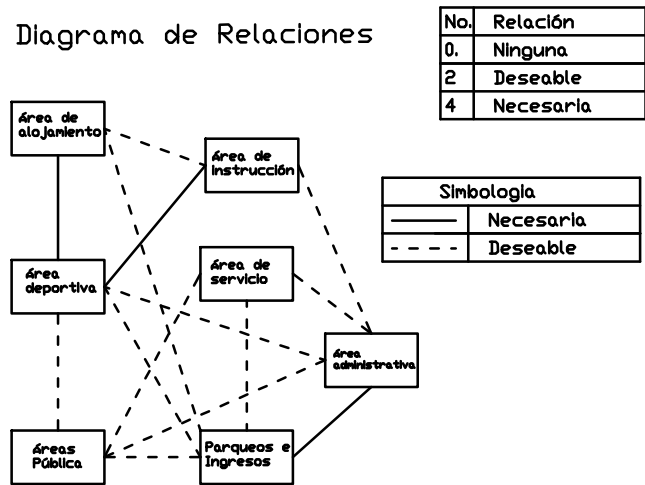 Diagrama de Relaciones
No. Relación
0. Ninguna
2 Deseable
4 Necesaria
Área de
alojamiento
Área de
instrucción
Simbologia
Necesaria
Deseable
Área
deportiva
Área de
servicio
Área
administrativa
Áreas
Pública
Parqueos e
Ingresos